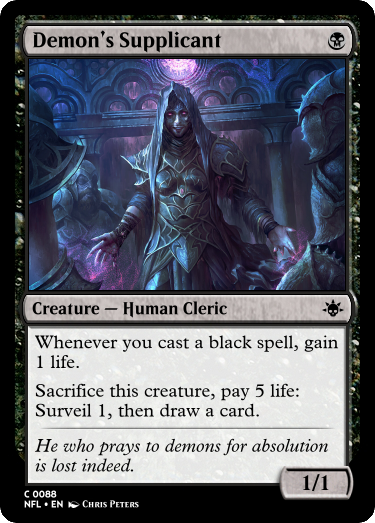 Demon's Supplicant
Creature — Human Cleric
Whenever you cast a black spell, gain
1 life.
Sacrifice this creature, pay 5 life:
Surveil 1, then draw a card.
He who prays to demons for absolution
is lost indeed.
1/1
C 0088
NFL • EN Chris Peters